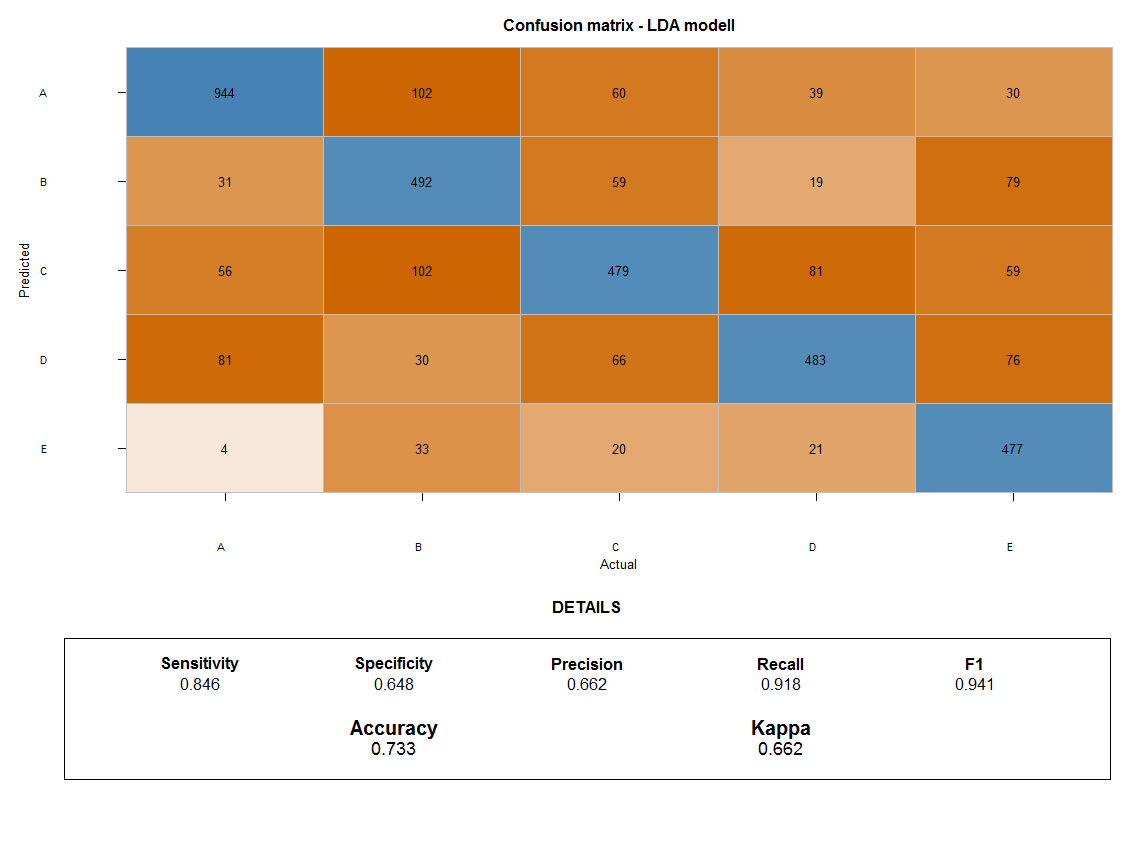 Confusion matrix - LDA modell
A 944 102 60 39 30
B 31 492 59 19 79
Predicted
C 56 102 479 81 59
D 81 30 66 483 76
E 4 33 20 21 477
A B C D E
Actual
DETAILS
Sensitivity Specificity Precision Recall F1
0.846 0.648 0.662 0.918 0.941
Accuracy Kappa
0.733 0.662